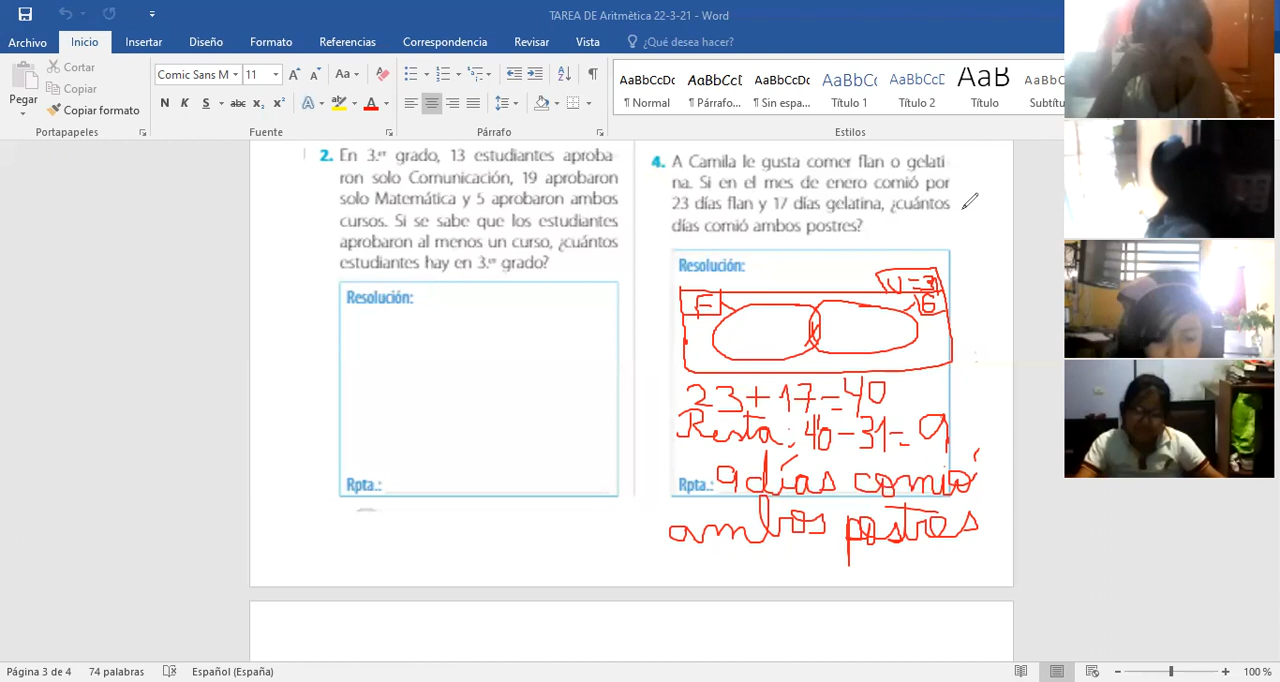 TAREA DE Aritmética 22-3-21 - Word
Archivo Inicio Insertar Diseño Formato Referencias Correspondencia Revisar Vista ¿Qué desea hacer?
Pegar
Cortar
Copiar
Copiar formato
Portapapeles
Comic Sans M 11
N K S abc x₂ x²
Fuente
Párrafo
AaBbCcDc AaBbCcDc AaBbCcDc AaBbCcD AaBbCcD AaB AaBbCcD
¶ Normal ¶ Párrafo... ¶ Sin espa... Título 1 Título 2 Título Subtítu
Estilos
2. En 3.er grado, 13 estudiantes aproba-
ron solo Comunicación, 19 aprobaron
solo Matemática y 5 aprobaron ambos
cursos. Si se sabe que los estudiantes
aprobaron al menos un curso, ¿cuántos
estudiantes hay en 3.er grado?
Resolución:
Rpta.:
4. A Camila le gusta comer flan o gelati
na. Si en el mes de enero comió por
23 días flan y 17 días gelatina, ¿cuántos
días comió ambos postres?
Resolución:
U = 31
F G
23 + 17 = 40
Resta: 40 - 31 = 9
Rpta.: 9 días comió
ambos postres
Página 3 de 4 74 palabras Español (España) 100 %